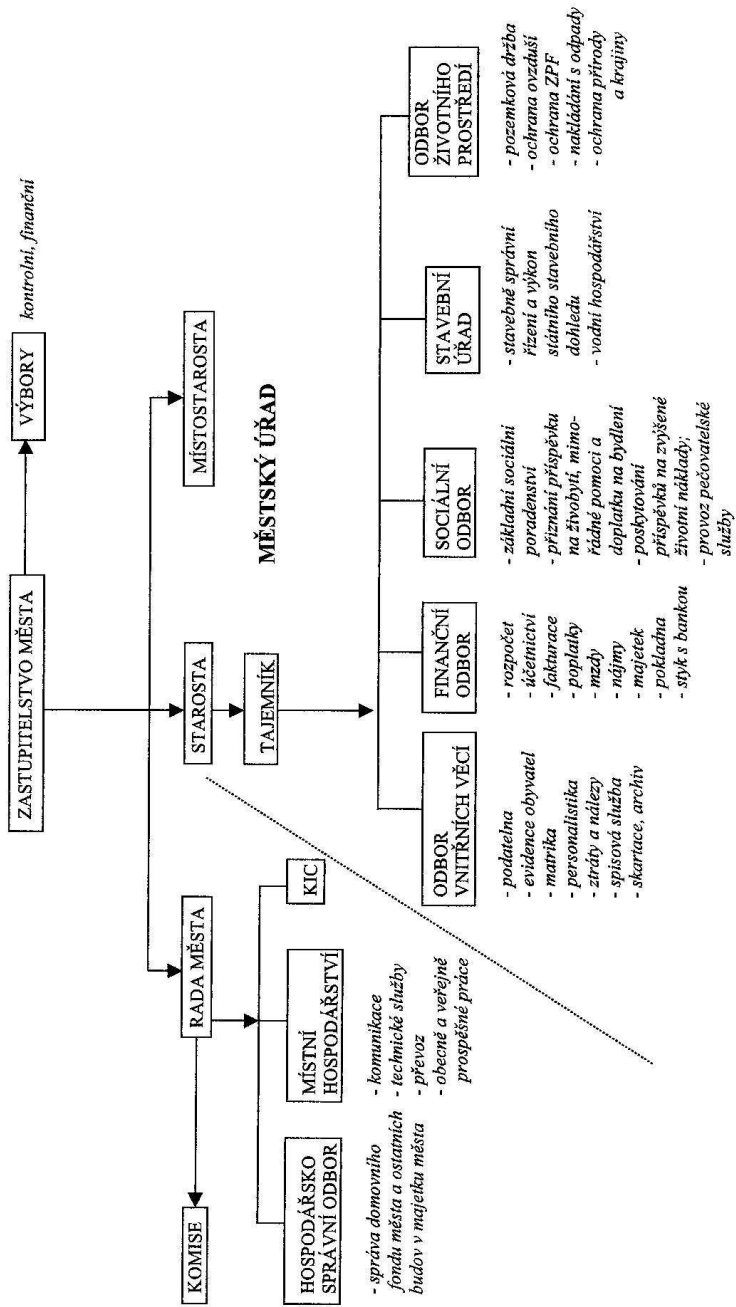 ZASTUPITELSTVO MĚSTA
VÝBORY
kontrolní, finanční
KOMISE
RADA MĚSTA
STAROSTA
MÍSTOSTAROSTA
TAJEMNÍK
MĚSTSKÝ ÚŘAD
HOSPODÁŘSKO
SPRÁVNÍ ODBOR
- správa domovního
fondu města a ostatních
budov v majetku města
MÍSTNÍ
HOSPODÁŘSTVÍ
- komunikace
- technické služby
- převoz
- obecně a veřejně
prospěšné práce
KIC
ODBOR
VNITŘNÍCH VĚCÍ
- podatelna
- evidence obyvatel
- matrika
- personalistika
- ztráty a nálezy
- spisová služba
- skartace, archiv
FINANČNÍ
ODBOR
- rozpočet
- účetnictví
- fakturace
- poplatky
- mzdy
- nájmy
- majetek
- pokladna
- styk s bankou
SOCIÁLNÍ
ODBOR
- základní sociální
poradenství
- přiznání příspěvku
na živobytí, mimo-
řádné pomoci a
doplatku na bydlení
- poskytování
příspěvků na zvýšené
životní náklady;
- provoz pečovatelské
služby
STAVEBNÍ
ÚŘAD
- stavebně správní
řízení a výkon
státního stavebního
dohledu
- vodní hospodářství
ODBOR
ŽIVOTNÍHO
PROSTŘEDÍ
- pozemková držba
- ochrana ovzduší
- ochrana ZPF
- nakládání s odpady
- ochrana přírody
a krajiny